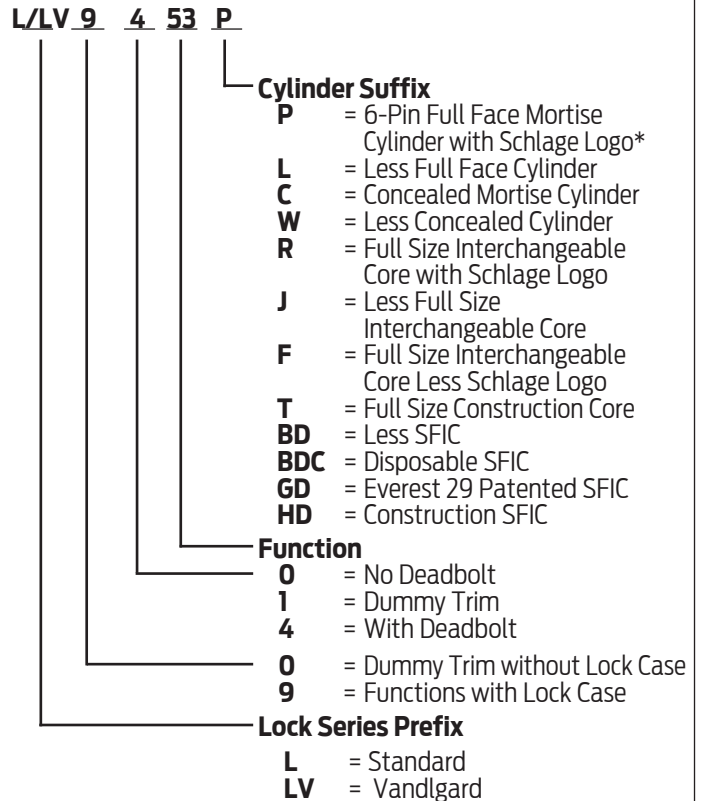 L/LV 9 4 53 P
Cylinder Suffix
P = 6-Pin Full Face Mortise
Cylinder with Schlage Logo*
L = Less Full Face Cylinder
C = Concealed Mortise Cylinder
W = Less Concealed Cylinder
R = Full Size Interchangeable
Core with Schlage Logo
J = Less Full Size
Interchangeable Core
F = Full Size Interchangeable
Core Less Schlage Logo
T = Full Size Construction Core
BD = Less SFIC
BDC = Disposable SFIC
GD = Everest 29 Patented SFIC
HD = Construction SFIC
Function
0 = No Deadbolt
1 = Dummy Trim
4 = With Deadbolt
0 = Dummy Trim without Lock Case
9 = Functions with Lock Case
Lock Series Prefix
L = Standard
LV = Vandlgard